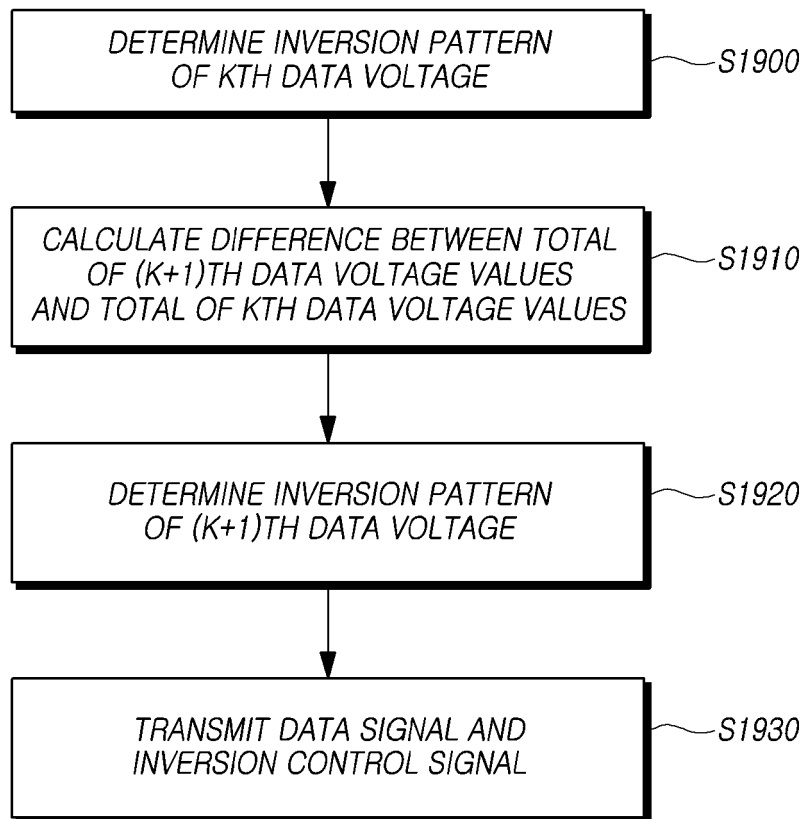 DETERMINE INVERSION PATTERN
OF KTH DATA VOLTAGE
S1900
CALCULATE DIFFERENCE BETWEEN TOTAL
OF (K+1)TH DATA VOLTAGE VALUES
AND TOTAL OF KTH DATA VOLTAGE VALUES
S1910
DETERMINE INVERSION PATTERN
OF (K+1)TH DATA VOLTAGE
S1920
TRANSMIT DATA SIGNAL AND
INVERSION CONTROL SIGNAL
S1930